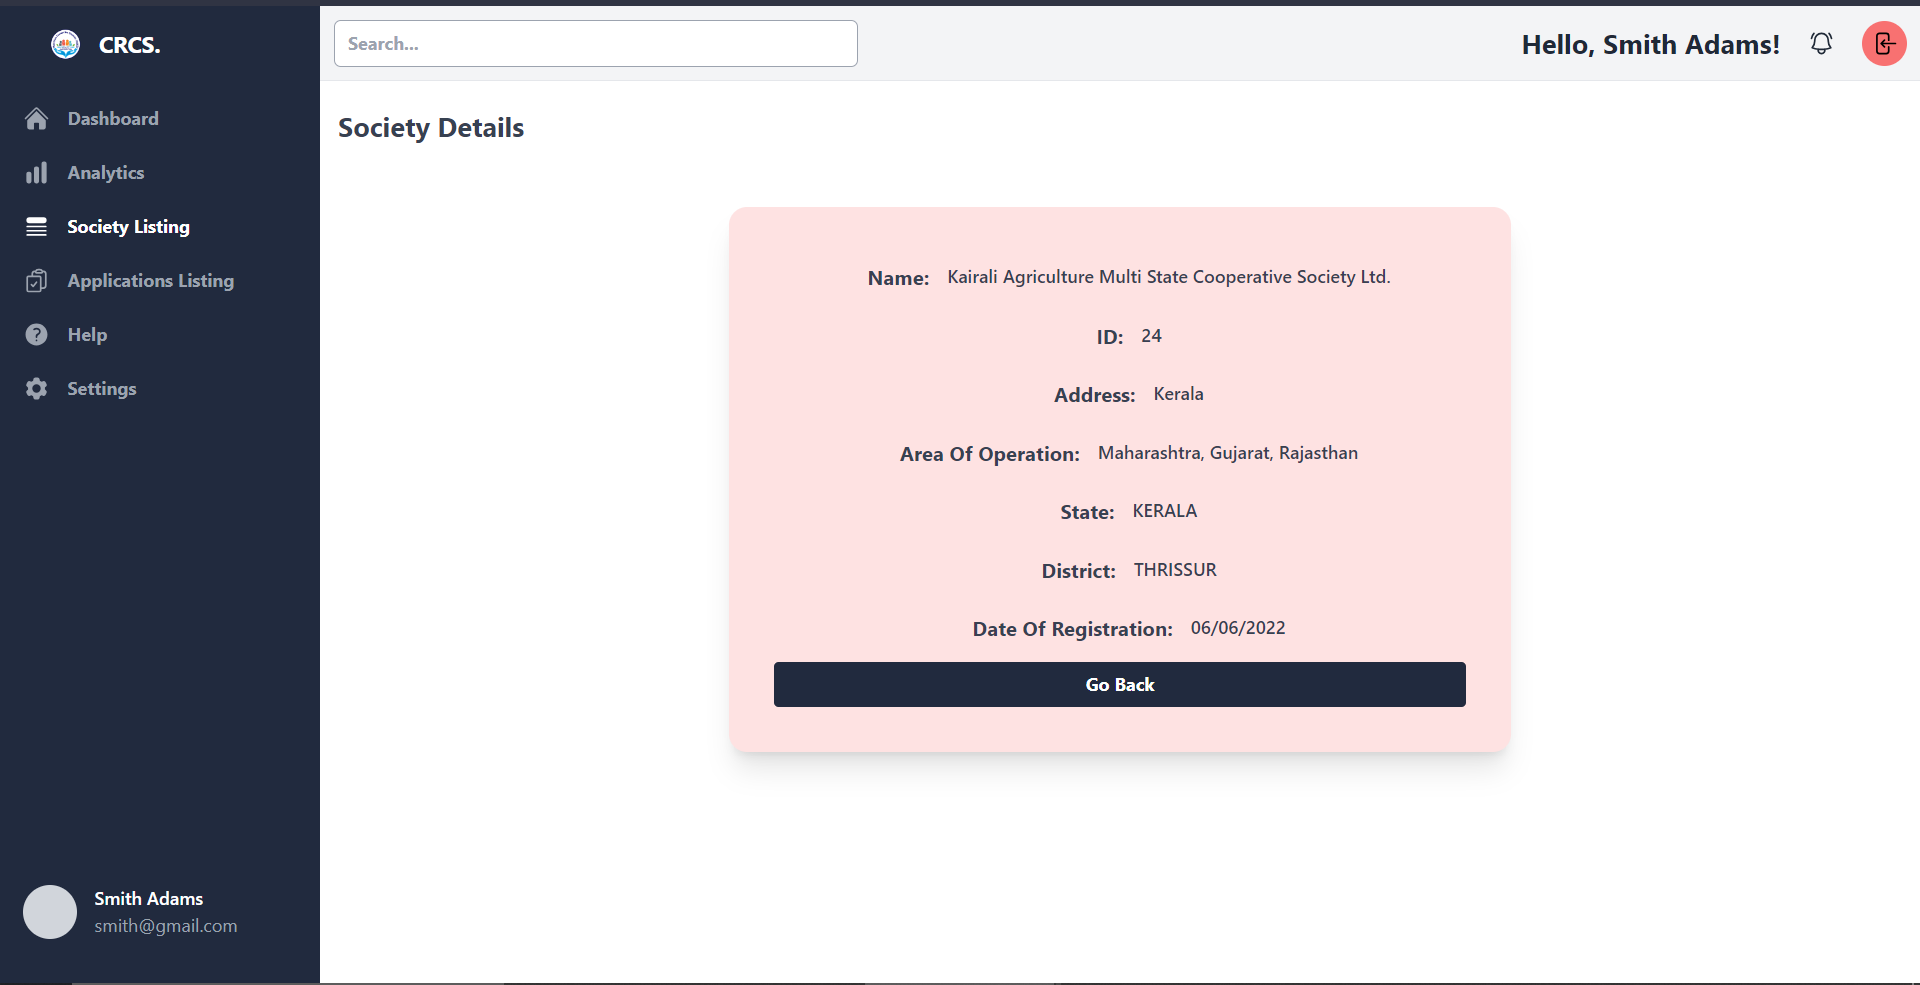 CRCS.
Search...
Hello, Smith Adams!
Dashboard
Analytics
Society Listing
Applications Listing
Help
Settings
Smith Adams
smith@gmail.com
Society Details
Name: Kairali Agriculture Multi State Cooperative Society Ltd.
ID: 24
Address: Kerala
Area Of Operation: Maharashtra, Gujarat, Rajasthan
State: KERALA
District: THRISSUR
Date Of Registration: 06/06/2022
Go Back